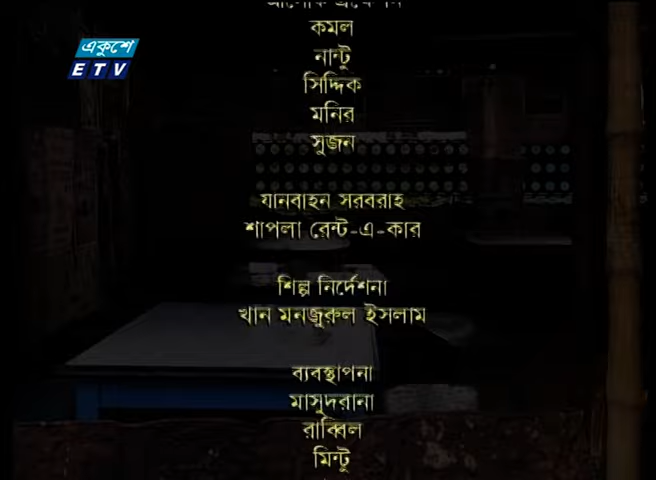 একুশে
ETV
কমল
নান্টু
সিদ্দিক
মনির
সুজন
যানবাহন সরবরাহ
শাপলা রেন্ট-এ-কার
শিল্প নির্দেশনা
খান মনজুরুল ইসলাম
ব্যবস্থাপনা
মাসুদরানা
রাব্বিল
মিন্টু